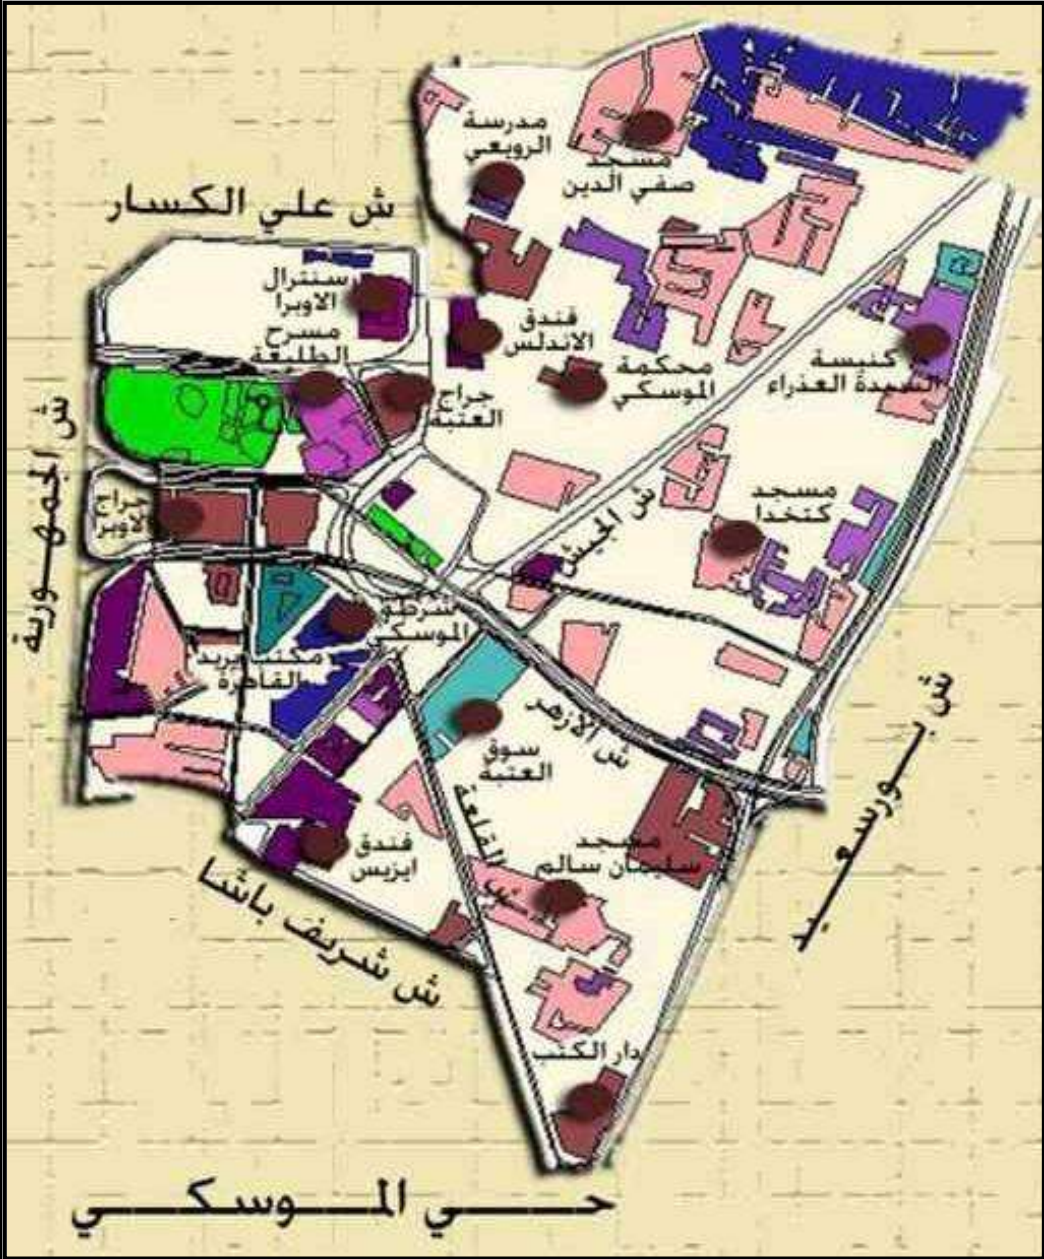 مدرسة
الرويعي
مسجد
صفي الدين
ش علي الكسار
سنترال
الاوبرا
مسرح
الطليعة
فندق
الاندلس
محكمة
الموسكي
كنيسة
السيدة العذراء
جراج
العتبة
ش الجمهورية
جراج
الاوبرا
ش الجيش
مسجد
كتخدا
شرطة
الموسكي
مكتب بريد
القاهرة
ش الازهر
سوق
العتبة
ش بورسعيد
ش القلعة
فندق
ايزيس
مسجد
سليمان سالم
ش شريف باشا
دار الكتب
حي الموسكي